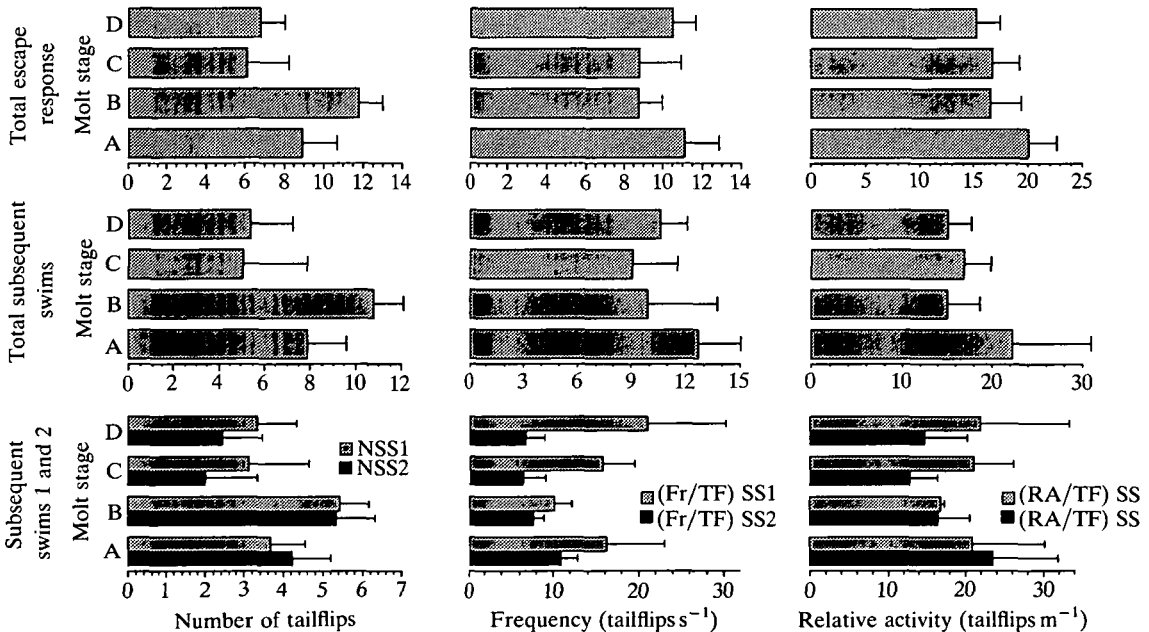 Total escape response
Molt stage
D
C
B
A
0 2 4 6 8 10 12 14
0 2 4 6 8 10 12 14
0 5 10 15 20 25
Total subsequent swims
Molt stage
D
C
B
A
0 2 4 6 8 10 12
0 3 6 9 12 15
0 10 20 30
Subsequent swims 1 and 2
Molt stage
D
C
B
A
NSS1
NSS2
(Fr/TF) SS1
(Fr/TF) SS2
(RA/TF) SS
(RA/TF) SS
0 1 2 3 4 5 6 7
0 10 20 30
0 10 20 30
Number of tailflips
Frequency (tailflips s⁻¹)
Relative activity (tailflips m⁻¹)